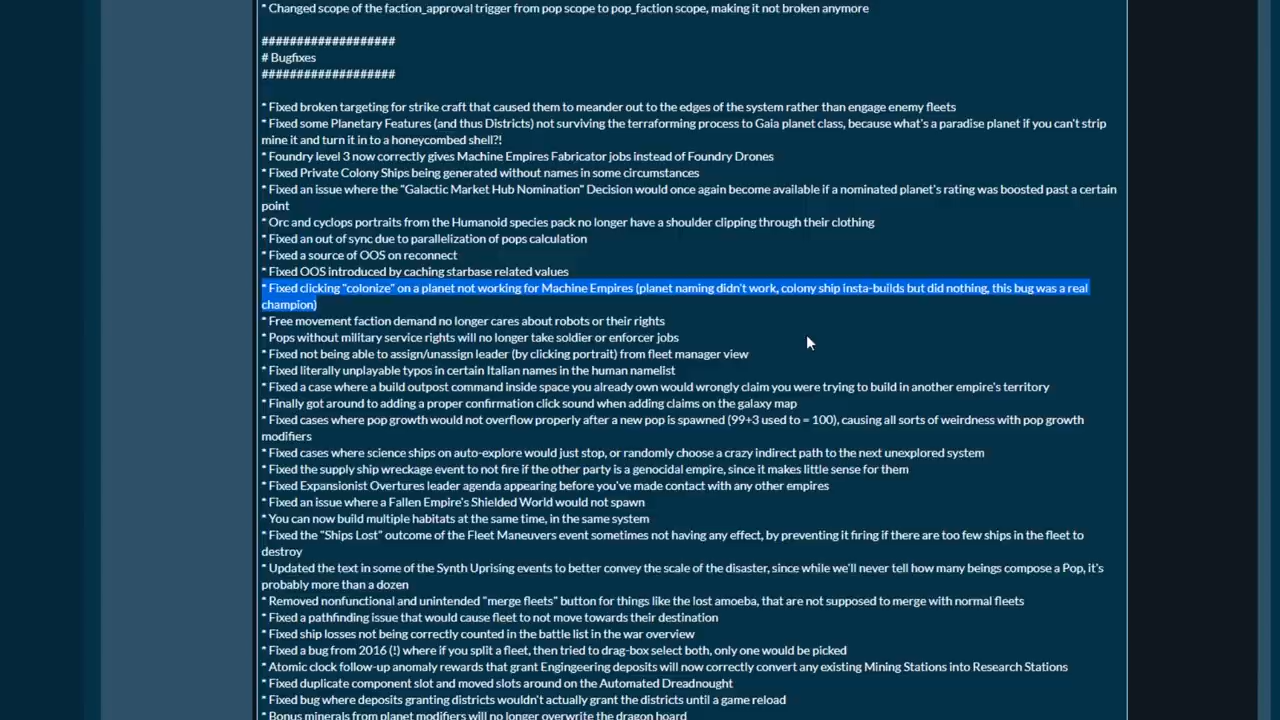 * Changed scope of the faction_approval trigger from pop scope to pop_faction scope, making it not broken anymore
###################
# Bugfixes
###################
* Fixed broken targeting for strike craft that caused them to meander out to the edges of the system rather than engage enemy fleets
* Fixed some Planetary Features (and thus Districts) not surviving the terraforming process to Gaia planet class, because what's a paradise planet if you can't strip
mine it and turn it in to a honeycombed shell?!
* Foundry level 3 now correctly gives Machine Empires Fabricator jobs instead of Foundry Drones
* Fixed Private Colony Ships being generated without names in some circumstances
* Fixed an issue where the "Galactic Market Hub Nomination" Decision would once again become available if a nominated planet's rating was boosted past a certain
point
* Orc and cyclops portraits from the Humanoid species pack no longer have a shoulder clipping through their clothing
* Fixed an out of sync due to parallelization of pops calculation
* Fixed a source of OOS on reconnect
* Fixed OOS introduced by caching starbase related values
* Fixed clicking "colonize" on a planet not working for Machine Empires (planet naming didn't work, colony ship insta-builds but did nothing, this bug was a real
champion)
* Free movement faction demand no longer cares about robots or their rights
* Pops without military service rights will no longer take soldier or enforcer jobs
* Fixed not being able to assign/unassign leader (by clicking portrait) from fleet manager view
* Fixed literally unplayable typos in certain Italian names in the human namelist
* Fixed a case where a build outpost command inside space you already own would wrongly claim you were trying to build in another empire's territory
* Finally got around to adding a proper confirmation click sound when adding claims on the galaxy map
* Fixed cases where pop growth would not overflow properly after a new pop is spawned (99+3 used to = 100), causing all sorts of weirdness with pop growth
modifiers
* Fixed cases where science ships on auto-explore would just stop, or randomly choose a crazy indirect path to the next unexplored system
* Fixed the supply ship wreckage event to not fire if the other party is a genocidal empire, since it makes little sense for them
* Fixed Expansionist Overtures leader agenda appearing before you've made contact with any other empires
* Fixed an issue where a Fallen Empire's Shielded World would not spawn
* You can now build multiple habitats at the same time, in the same system
* Fixed the "Ships Lost" outcome of the Fleet Maneuvers event sometimes not having any effect, by preventing it firing if there are too few ships in the fleet to
destroy
* Updated the text in some of the Synth Uprising events to better convey the scale of the disaster, since while we'll never tell how many beings compose a Pop, it's
probably more than a dozen
* Removed nonfunctional and unintended "merge fleets" button for things like the lost amoeba, that are not supposed to merge with normal fleets
* Fixed a pathfinding issue that would cause fleet to not move towards their destination
* Fixed ship losses not being correctly counted in the battle list in the war overview
* Fixed a bug from 2016 (!) where if you split a fleet, then tried to drag-box select both, only one would be picked
* Atomic clock follow-up anomaly rewards that grant Engingeering deposits will now correctly convert any existing Mining Stations into Research Stations
* Fixed duplicate component slot and moved slots around on the Automated Dreadnought
* Fixed bug where deposits granting districts wouldn't actually grant the districts until a game reload
* Bonus minerals from planet modifiers will no longer overwrite the dragon hoard